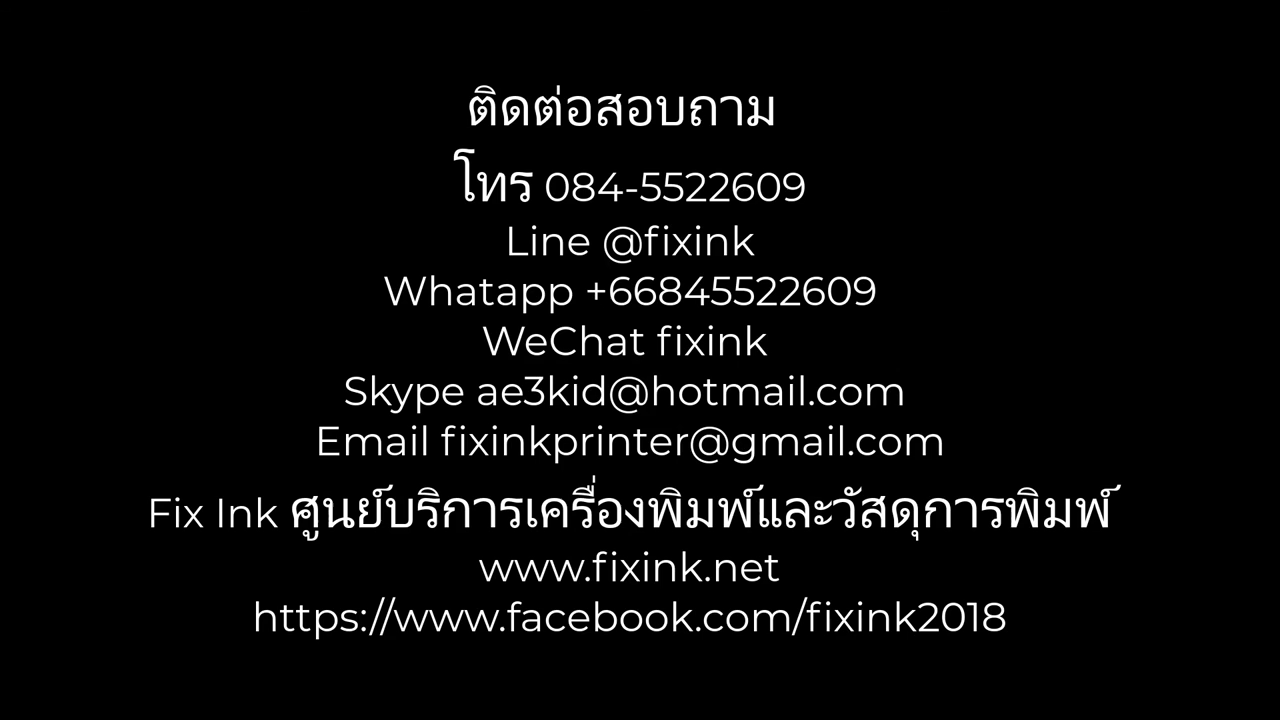 ติดต่อสอบถาม
โทร 084-5522609
Line @fixink
Whatapp +66845522609
WeChat fixink
Skype ae3kid@hotmail.com
Email fixinkprinter@gmail.com
Fix Ink ศูนย์บริการเครื่องพิมพ์และวัสดุการพิมพ์
www.fixink.net
https://www.facebook.com/fixink2018